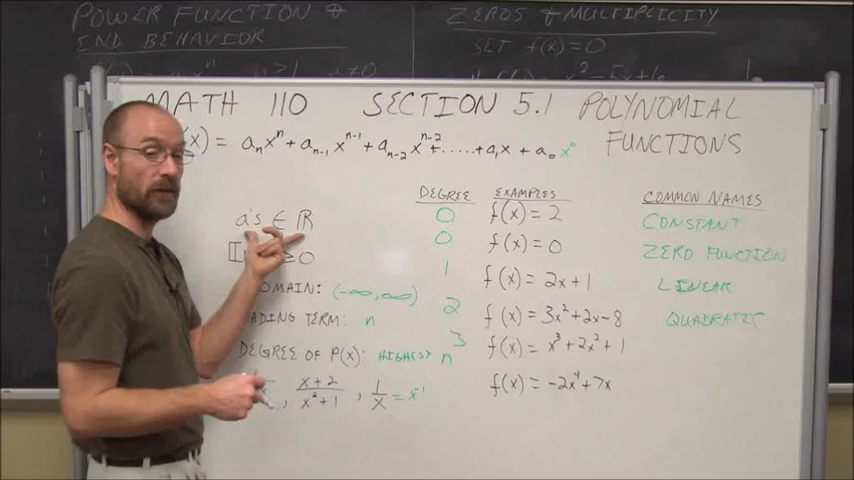 POWER FUNCTION &
END BEHAVIOR
n>1 n≠0
ZEROS & MULTIPLICITY
SET f(x)=0
x²-5x+6
MATH 110 SECTION 5.1 POLYNOMIAL
FUNCTIONS
(x) = aₙxⁿ + aₙ₋₁xⁿ⁻¹ + aₙ₋₂xⁿ⁻² + ..... + a₁x + a₀x⁰
a's ∈ ℝ
≥ 0
DOMAIN: (-∞,∞)
ADING TERM: n
DEGREE OF P(x): HIGHEST n
, x+2/x²+1 , 1/x = x⁻¹
DEGREE
0
0
1
2
3
EXAMPLES
f(x) = 2
f(x) = 0
f(x) = 2x+1
f(x) = 3x²+2x-8
f(x) = x³+2x²+1
f(x) = -2x⁴+7x
COMMON NAMES
CONSTANT
ZERO FUNCTION
LINEAR
QUADRATIC